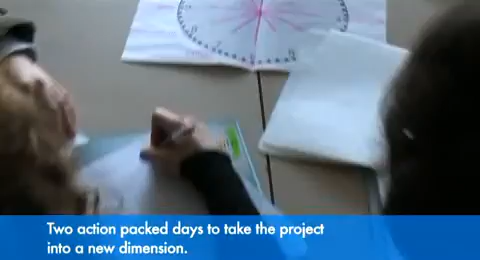 Two action packed days to take the project
into a new dimension.